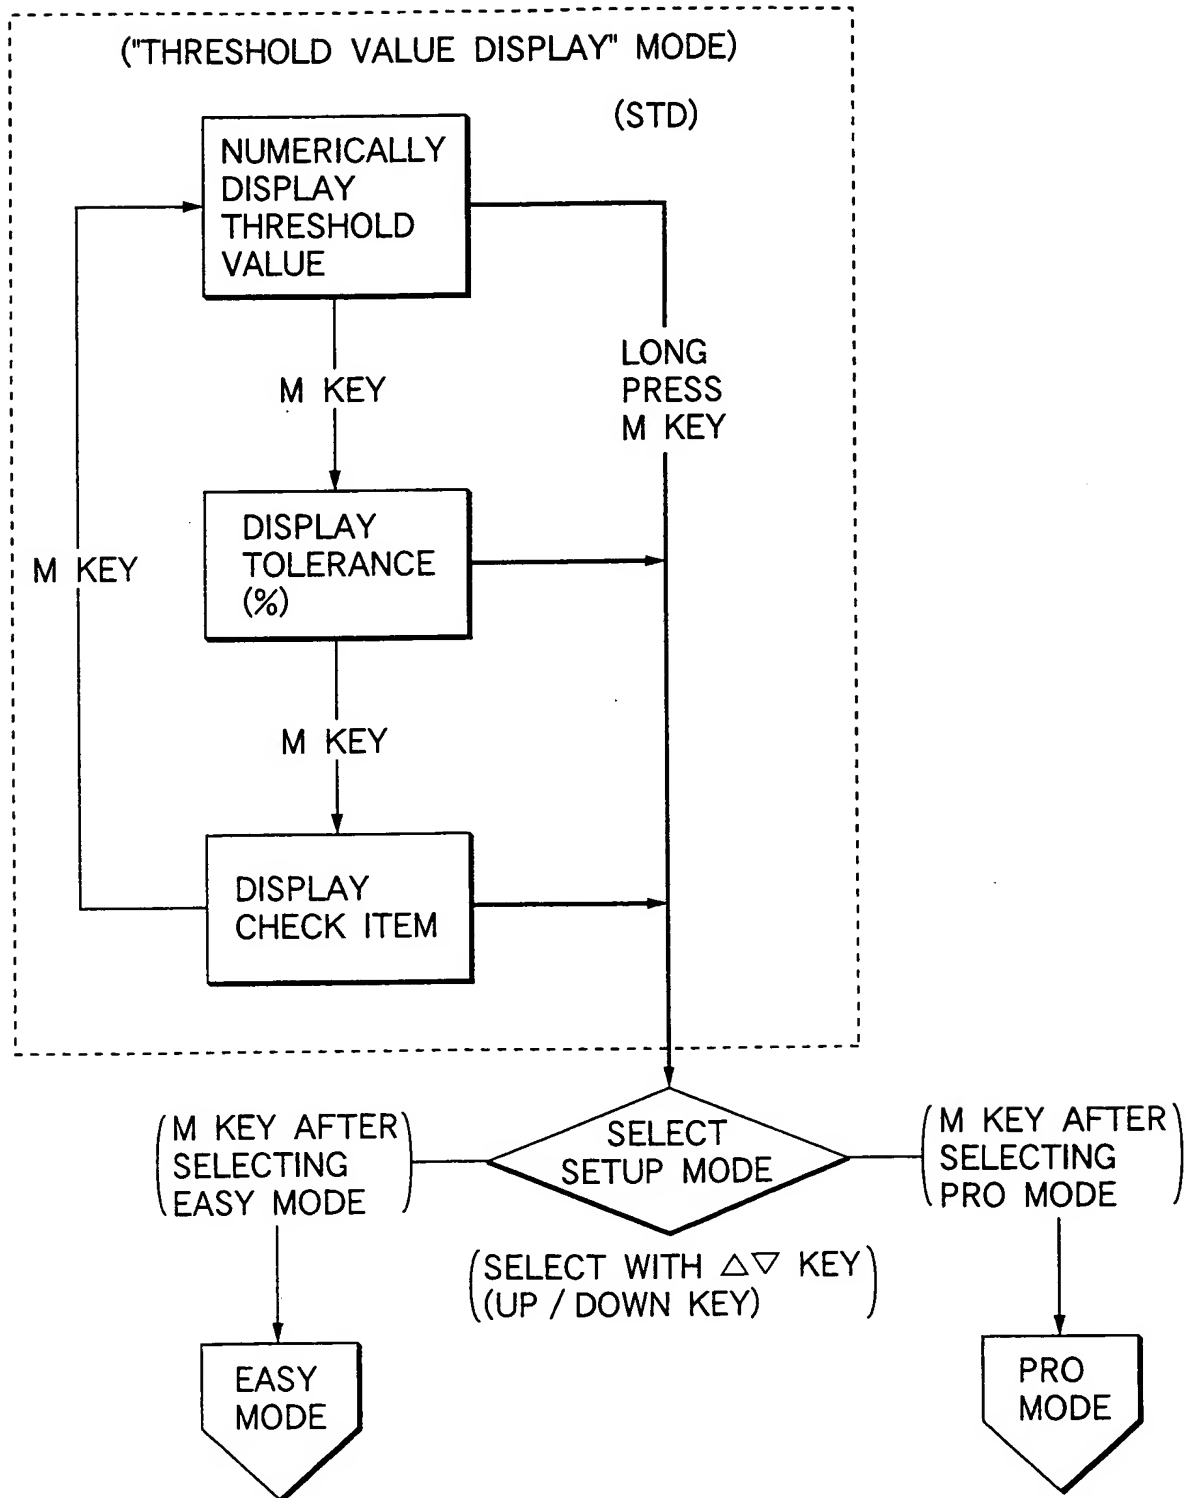 ("THRESHOLD VALUE DISPLAY" MODE)
(STD)
NUMERICALLY
DISPLAY
THRESHOLD
VALUE
LONG
PRESS
M KEY
M KEY
DISPLAY
TOLERANCE
(%)
M KEY
M KEY
DISPLAY
CHECK ITEM
(M KEY AFTER
SELECTING
EASY MODE)
SELECT
SETUP MODE
(M KEY AFTER
SELECTING
PRO MODE)
(SELECT WITH △▽ KEY
(UP / DOWN KEY))
EASY
MODE
PRO
MODE